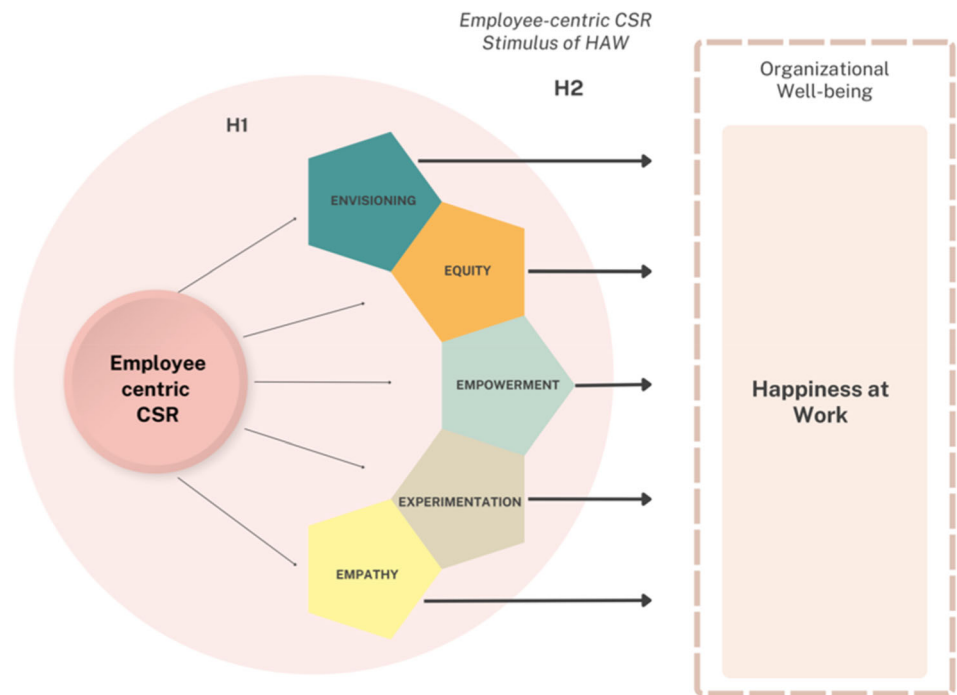 Employee-centric CSR
Stimulus of HAW
H2
Organizational
Well-being
H1
ENVISIONING
EQUITY
Employee
centric
CSR
EMPOWERMENT
Happiness at
Work
EXPERIMENTATION
EMPATHY